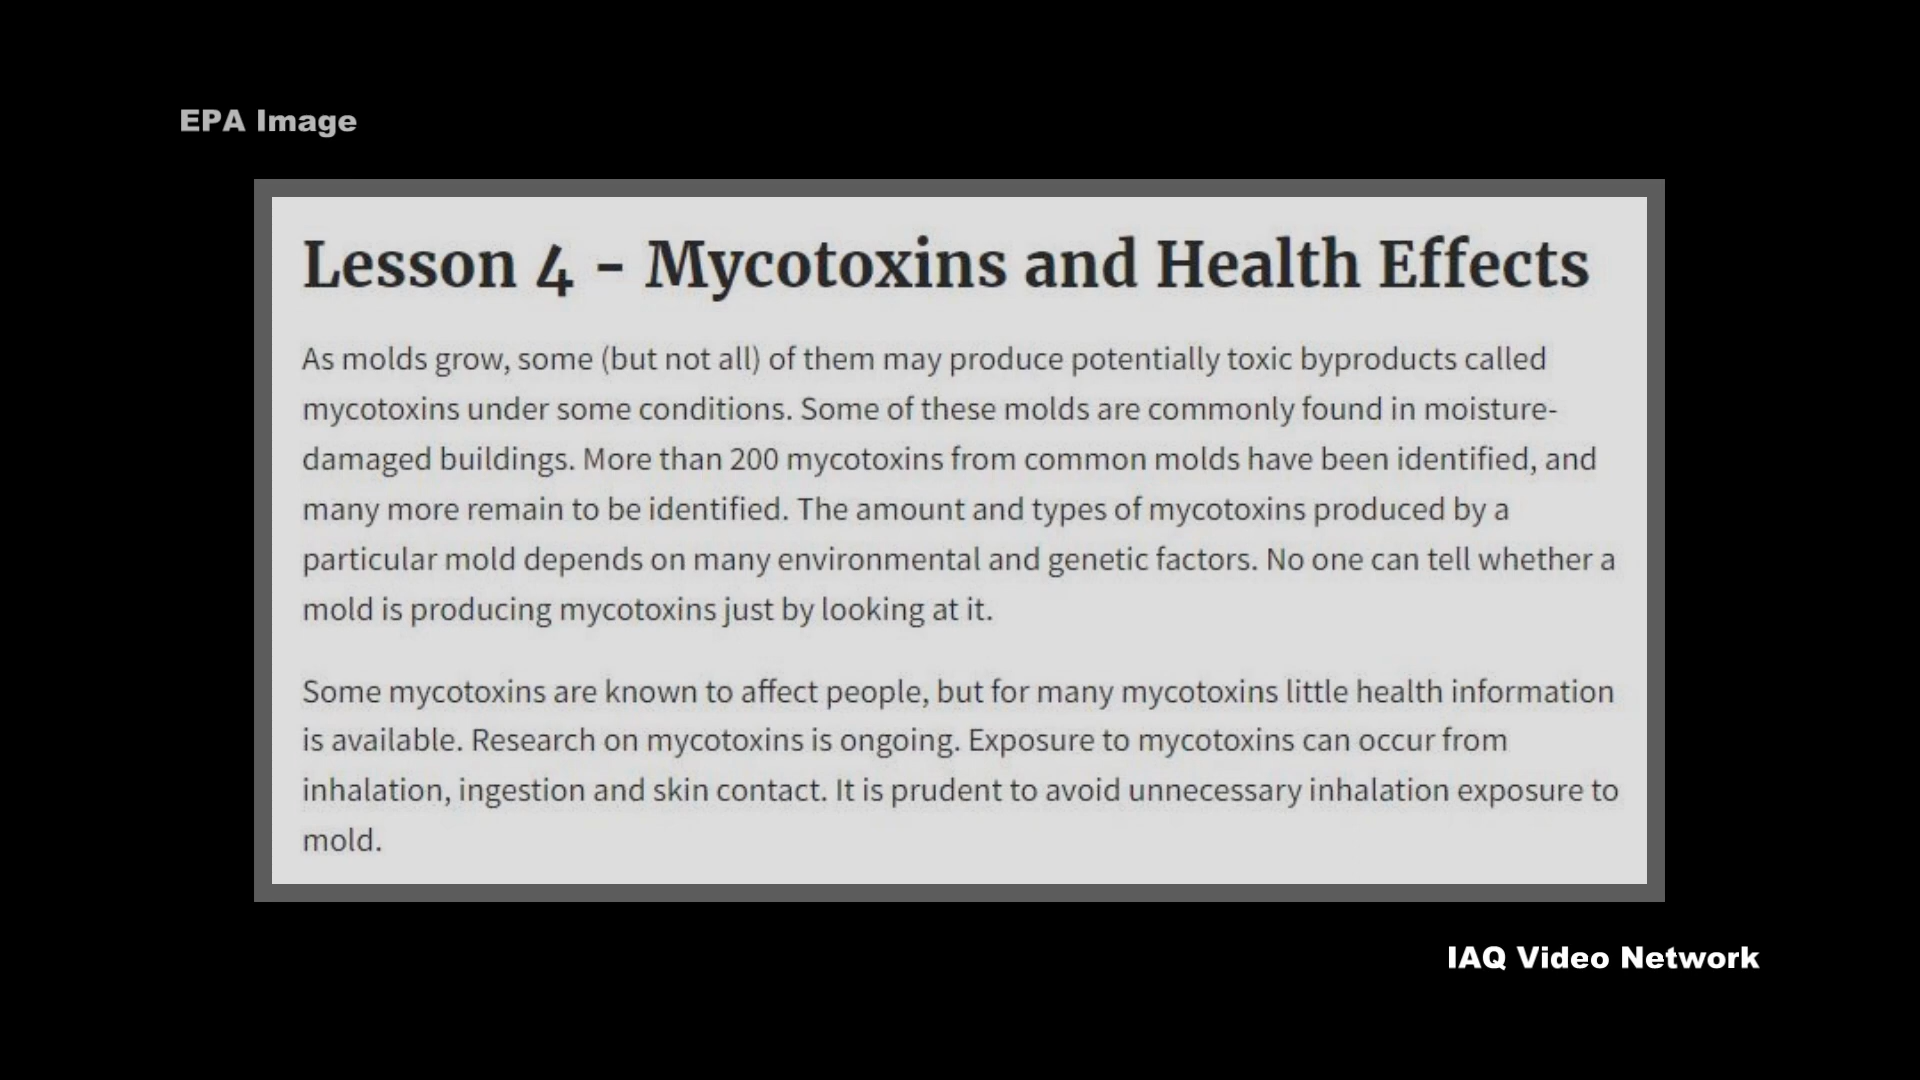 EPA Image
Lesson 4 - Mycotoxins and Health Effects
As molds grow, some (but not all) of them may produce potentially toxic byproducts called
mycotoxins under some conditions. Some of these molds are commonly found in moisture-
damaged buildings. More than 200 mycotoxins from common molds have been identified, and
many more remain to be identified. The amount and types of mycotoxins produced by a
particular mold depends on many environmental and genetic factors. No one can tell whether a
mold is producing mycotoxins just by looking at it.
Some mycotoxins are known to affect people, but for many mycotoxins little health information
is available. Research on mycotoxins is ongoing. Exposure to mycotoxins can occur from
inhalation, ingestion and skin contact. It is prudent to avoid unnecessary inhalation exposure to
mold.
IAQ Video Network